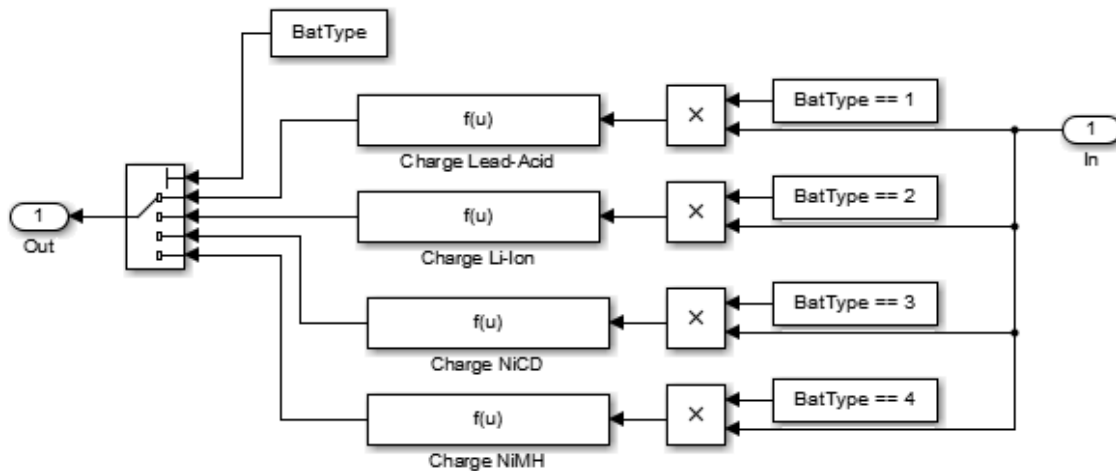 BatType
BatType == 1
f(u)
×
1
Charge Lead-Acid
In
BatType == 2
f(u)
×
1
Out
Charge Li-Ion
BatType == 3
f(u)
×
Charge NiCD
BatType == 4
f(u)
×
Charge NiMH